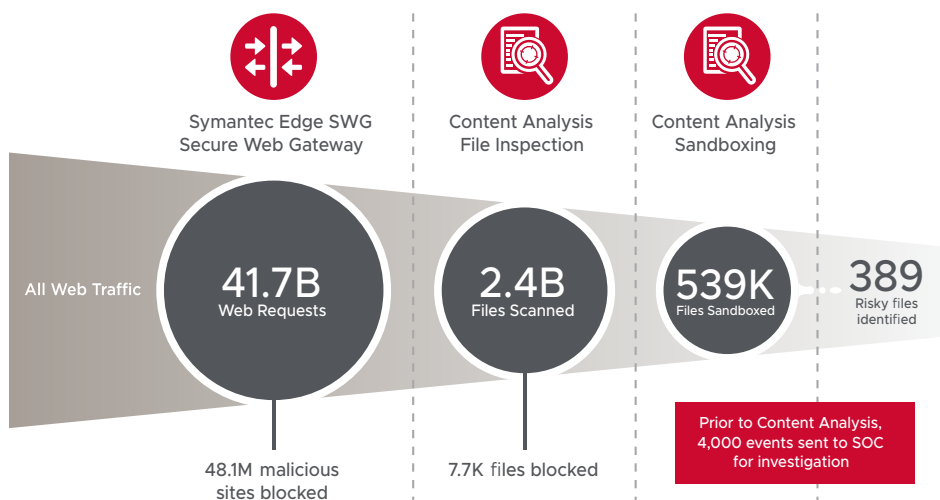 Symantec Edge SWG
Secure Web Gateway
Content Analysis
File Inspection
Content Analysis
Sandboxing
All Web Traffic
41.7B
Web Requests
2.4B
Files Scanned
539K
Files Sandboxed
389
Risky files
identified
48.1M malicious
sites blocked
7.7K files blocked
Prior to Content Analysis,
4,000 events sent to SOC
for investigation